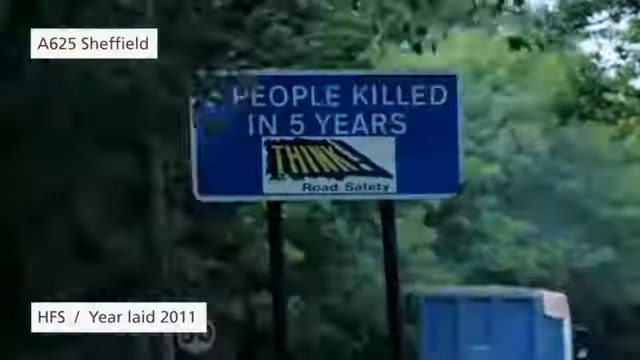 A625 Sheffield
PEOPLE KILLED
IN 5 YEARS
THINK!
Road Safety
HFS / Year laid 2011